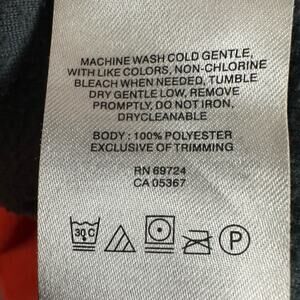 MACHINE WASH COLD GENTLE,
WITH LIKE COLORS, NON-CHLORINE
BLEACH WHEN NEEDED, TUMBLE
DRY GENTLE LOW, REMOVE
PROMPTLY, DO NOT IRON,
DRYCLEANABLE
BODY : 100% POLYESTER
EXCLUSIVE OF TRIMMING
RN 69724
CA 05367
30 C P